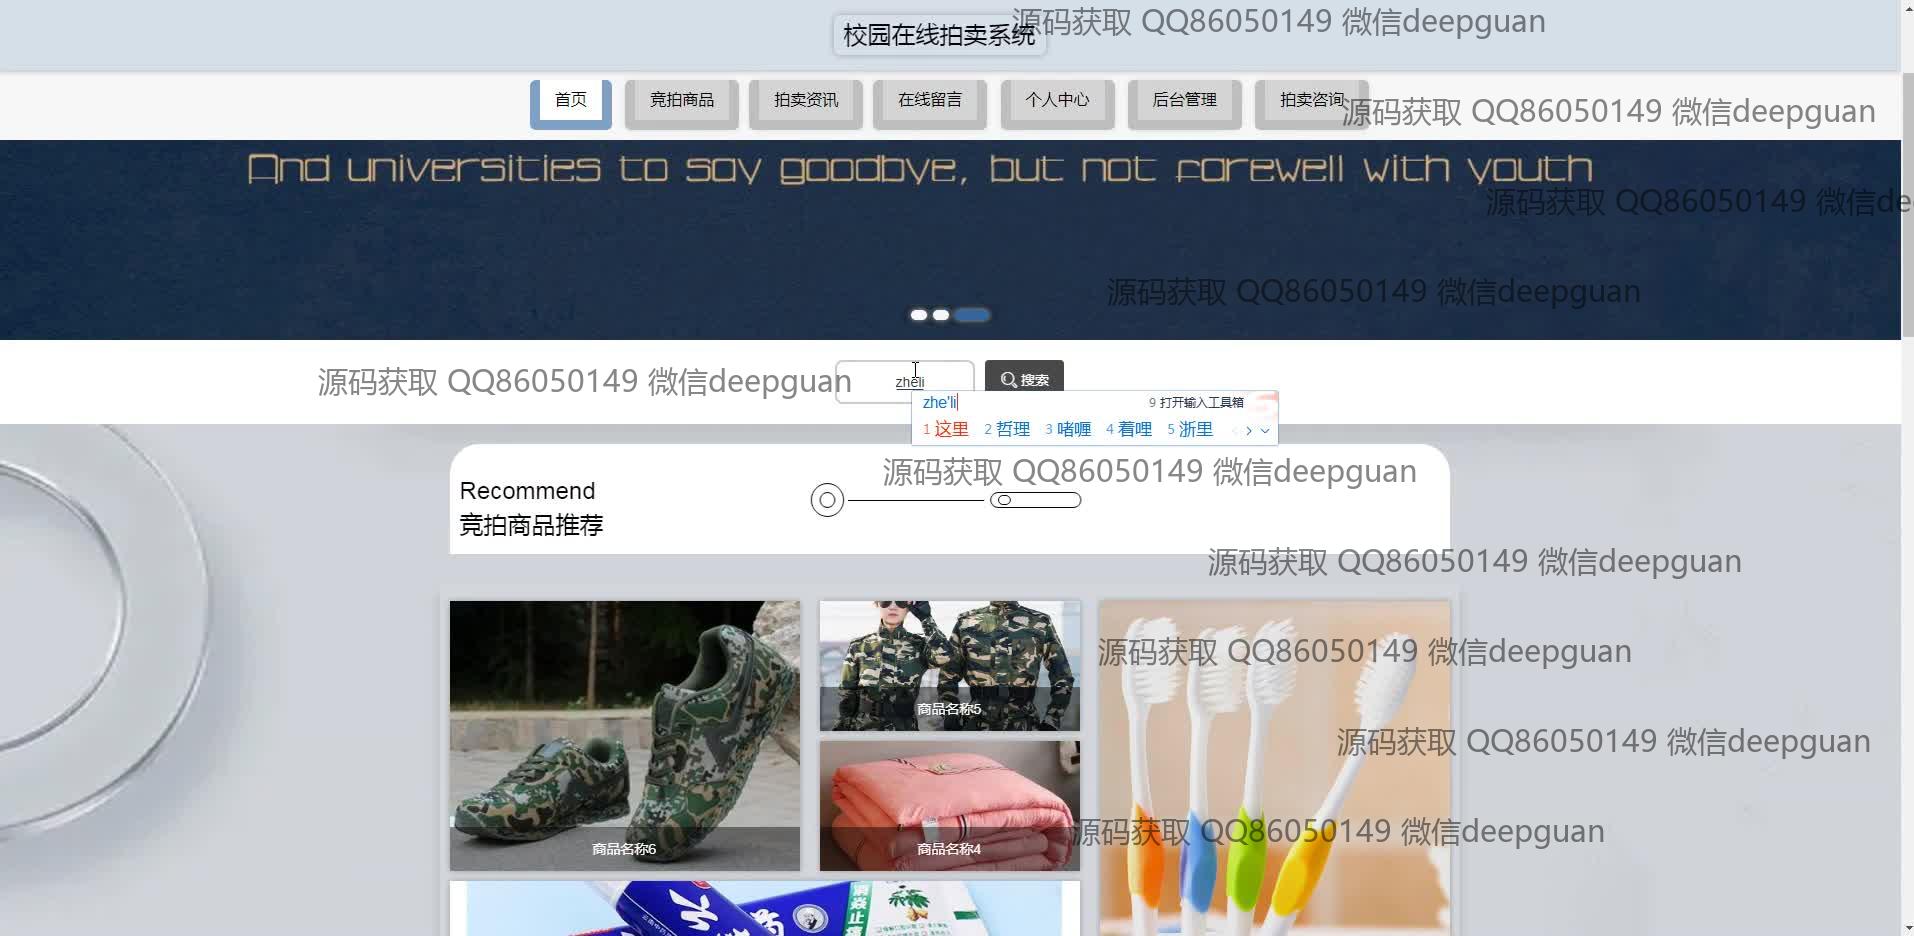 校园在线拍卖系统
源码获取 QQ86050149 微信deepguan
首页 竞拍商品 拍卖资讯 在线留言 个人中心 后台管理 拍卖咨询
源码获取 QQ86050149 微信deepguan
And universities to say goodbye, but not farewell with youth
源码获取 QQ86050149 微信de
源码获取 QQ86050149 微信deepguan
源码获取 QQ86050149 微信deepguan
zheli
搜索
zhe'li
9 打开输入工具箱
1 这里 2 哲理 3 啫喱 4 着哩 5 浙里
源码获取 QQ86050149 微信deepguan
Recommend
竞拍商品推荐
源码获取 QQ86050149 微信deepguan
源码获取 QQ86050149 微信deepguan
商品名称5
源码获取 QQ86050149 微信deepguan
源码获取 QQ86050149 微信deepguan
商品名称6
商品名称4
消焱止痛